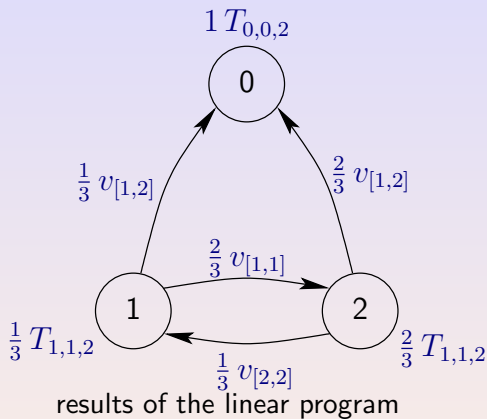 1 T_{0,0,2}
0
1/3 v_{[1,2]}
2/3 v_{[1,2]}
2/3 v_{[1,1]}
1
2
1/3 T_{1,1,2}
2/3 T_{1,1,2}
1/3 v_{[2,2]}
results of the linear program